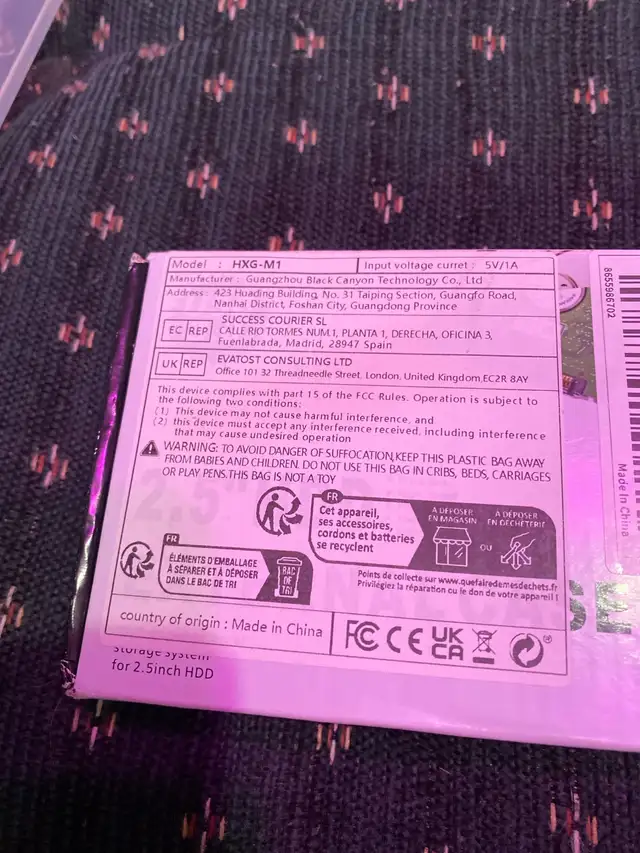 Model : HXG-M1
Input voltage curret : 5V/1A
Manufacturer : Guangzhou Black Canyon Technology Co., Ltd
Address : 423 Huading Building, No. 31 Taiping Section, Guangfo Road,
Nanhai District, Foshan City, Guangdong Province
EC REP
SUCCESS COURIER SL
CALLE RIO TORMES NUM.1, PLANTA 1, DERECHA, OFICINA 3,
Fuenlabrada, Madrid, 28947 Spain
UK REP
EVATOST CONSULTING LTD
Office 101 32 Threadneedle Street, London, United Kingdom,EC2R 8AY
This device complies with part 15 of the FCC Rules. Operation is subject to
the following two conditions:
(1) This device may not cause harmful interference, and
(2) this device must accept any interference received, including interference
that may cause undesired operation
WARNING: TO AVOID DANGER OF SUFFOCATION,KEEP THIS PLASTIC BAG AWAY
FROM BABIES AND CHILDREN. DO NOT USE THIS BAG IN CRIBS, BEDS, CARRIAGES
OR PLAY PENS.THIS BAG IS NOT A TOY
2.5"
FR
Cet appareil,
ses accessoires,
cordons et batteries
se recyclent
À DÉPOSER
EN MAGASIN
OU
À DÉPOSER
EN DÉCHÈTERIE
FR
ÉLÉMENTS D'EMBALLAGE
À SÉPARER ET À DÉPOSER
DANS LE BAC DE TRI
BAC
DE
TRI
Points de collecte sur www.quefairedemesdechets.fr
Privilégiez la réparation ou le don de votre appareil !
country of origin : Made in China
FC CE UK
CA
SE
storage system
for 2.5inch HDD
8655986702
Made In China